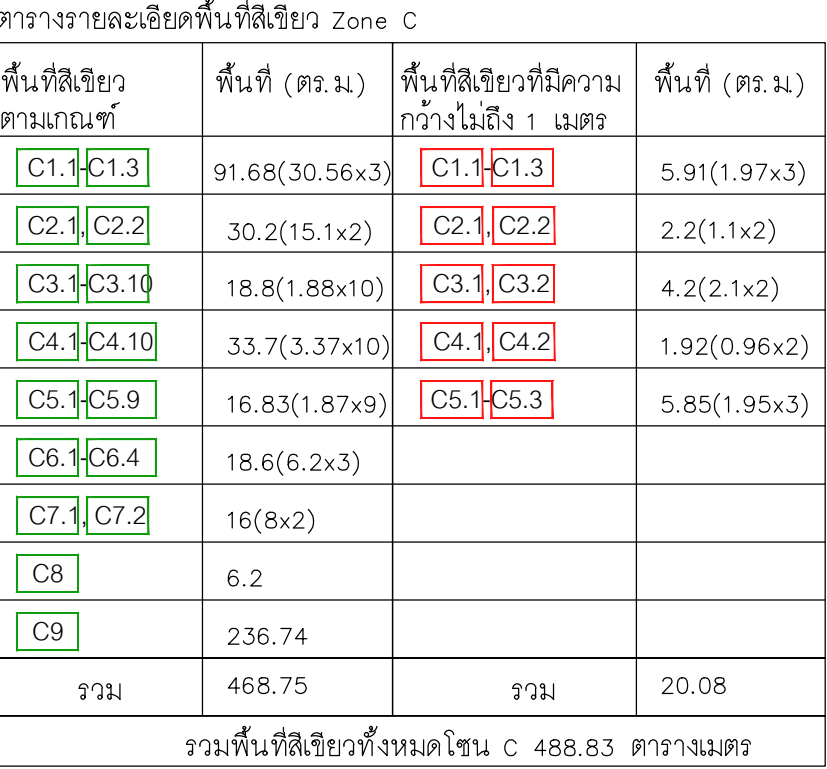 ตารางรายละเอียดพื้นที่สีเขียว Zone C
พื้นที่สีเขียวตามเกณฑ์ พื้นที่ (ตร.ม.) พื้นที่สีเขียวที่มีความกว้างไม่ถึง 1 เมตร พื้นที่ (ตร.ม.)
C1.1-C1.3 91.68(30.56x3) C1.1-C1.3 5.91(1.97x3)
C2.1, C2.2 30.2(15.1x2) C2.1, C2.2 2.2(1.1x2)
C3.1-C3.10 18.8(1.88x10) C3.1, C3.2 4.2(2.1x2)
C4.1-C4.10 33.7(3.37x10) C4.1, C4.2 1.92(0.96x2)
C5.1-C5.9 16.83(1.87x9) C5.1-C5.3 5.85(1.95x3)
C6.1-C6.4 18.6(6.2x3)
C7.1, C7.2 16(8x2)
C8 6.2
C9 236.74
รวม 468.75 รวม 20.08
รวมพื้นที่สีเขียวทั้งหมดโซน C 488.83 ตารางเมตร